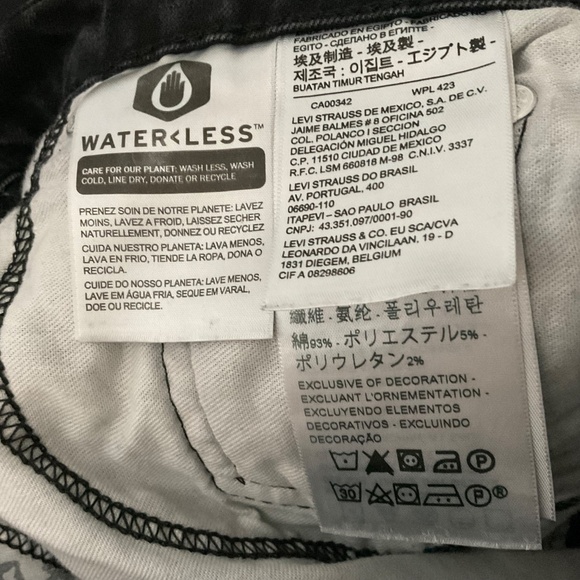 WATER<LESS™
CARE FOR OUR PLANET: WASH LESS, WASH
COLD, LINE DRY, DONATE OR RECYCLE
PRENEZ SOIN DE NOTRE PLANETE: LAVEZ
MOINS, LAVEZ A FROID, LAISSEZ SECHER
NATURELLEMENT, DONNEZ OU RECYCLEZ
CUIDA NUESTRO PLANETA: LAVA MENOS,
LAVA EN FRIO, TIENDE LA ROPA, DONA O
RECICLA.
CUIDE DO NOSSO PLANETA: LAVE MENOS,
LAVE EM ÁGUA FRIA, SEQUE EM VARAL,
DOE OU RECICLE.
FABRICADO EN EGIPTO - FABRICADO
EGITO - СДЕЛАНО В ЕГИПТЕ -
埃及制造 - 埃及製 -
제조국 : 이집트 - エジプト製 -
BUATAN TIMUR TENGAH
CA00342 WPL 423
LEVI STRAUSS DE MEXICO, S.A. DE C.V.
JAIME BALMES # 8 OFICINA 502
COL. POLANCO I SECCION
DELEGACIÓN MIGUEL HIDALGO
C.P. 11510 CIUDAD DE MEXICO
R.F.C. LSM 660818 M-98 C.N.I.V. 3337
LEVI STRAUSS DO BRASIL
AV. PORTUGAL, 400
06690-110
ITAPEVI – SAO PAULO BRASIL
CNPJ: 43.351.097/0001-90
LEVI STRAUSS & CO. EU SCA/CVA
LEONARDO DA VINCILAAN. 19 - D
1831 DIEGEM, BELGIUM
CIF A 08298606
纖維 - 氨纶 - 폴리우레탄
綿93% - ポリエステル5% -
ポリウレタン2%
EXCLUSIVE OF DECORATION -
EXCLUANT L'ORNEMENTATION -
EXCLUYENDO ELEMENTOS
DECORATIVOS - EXCLUINDO
DECORAÇÃO
P
30 P®